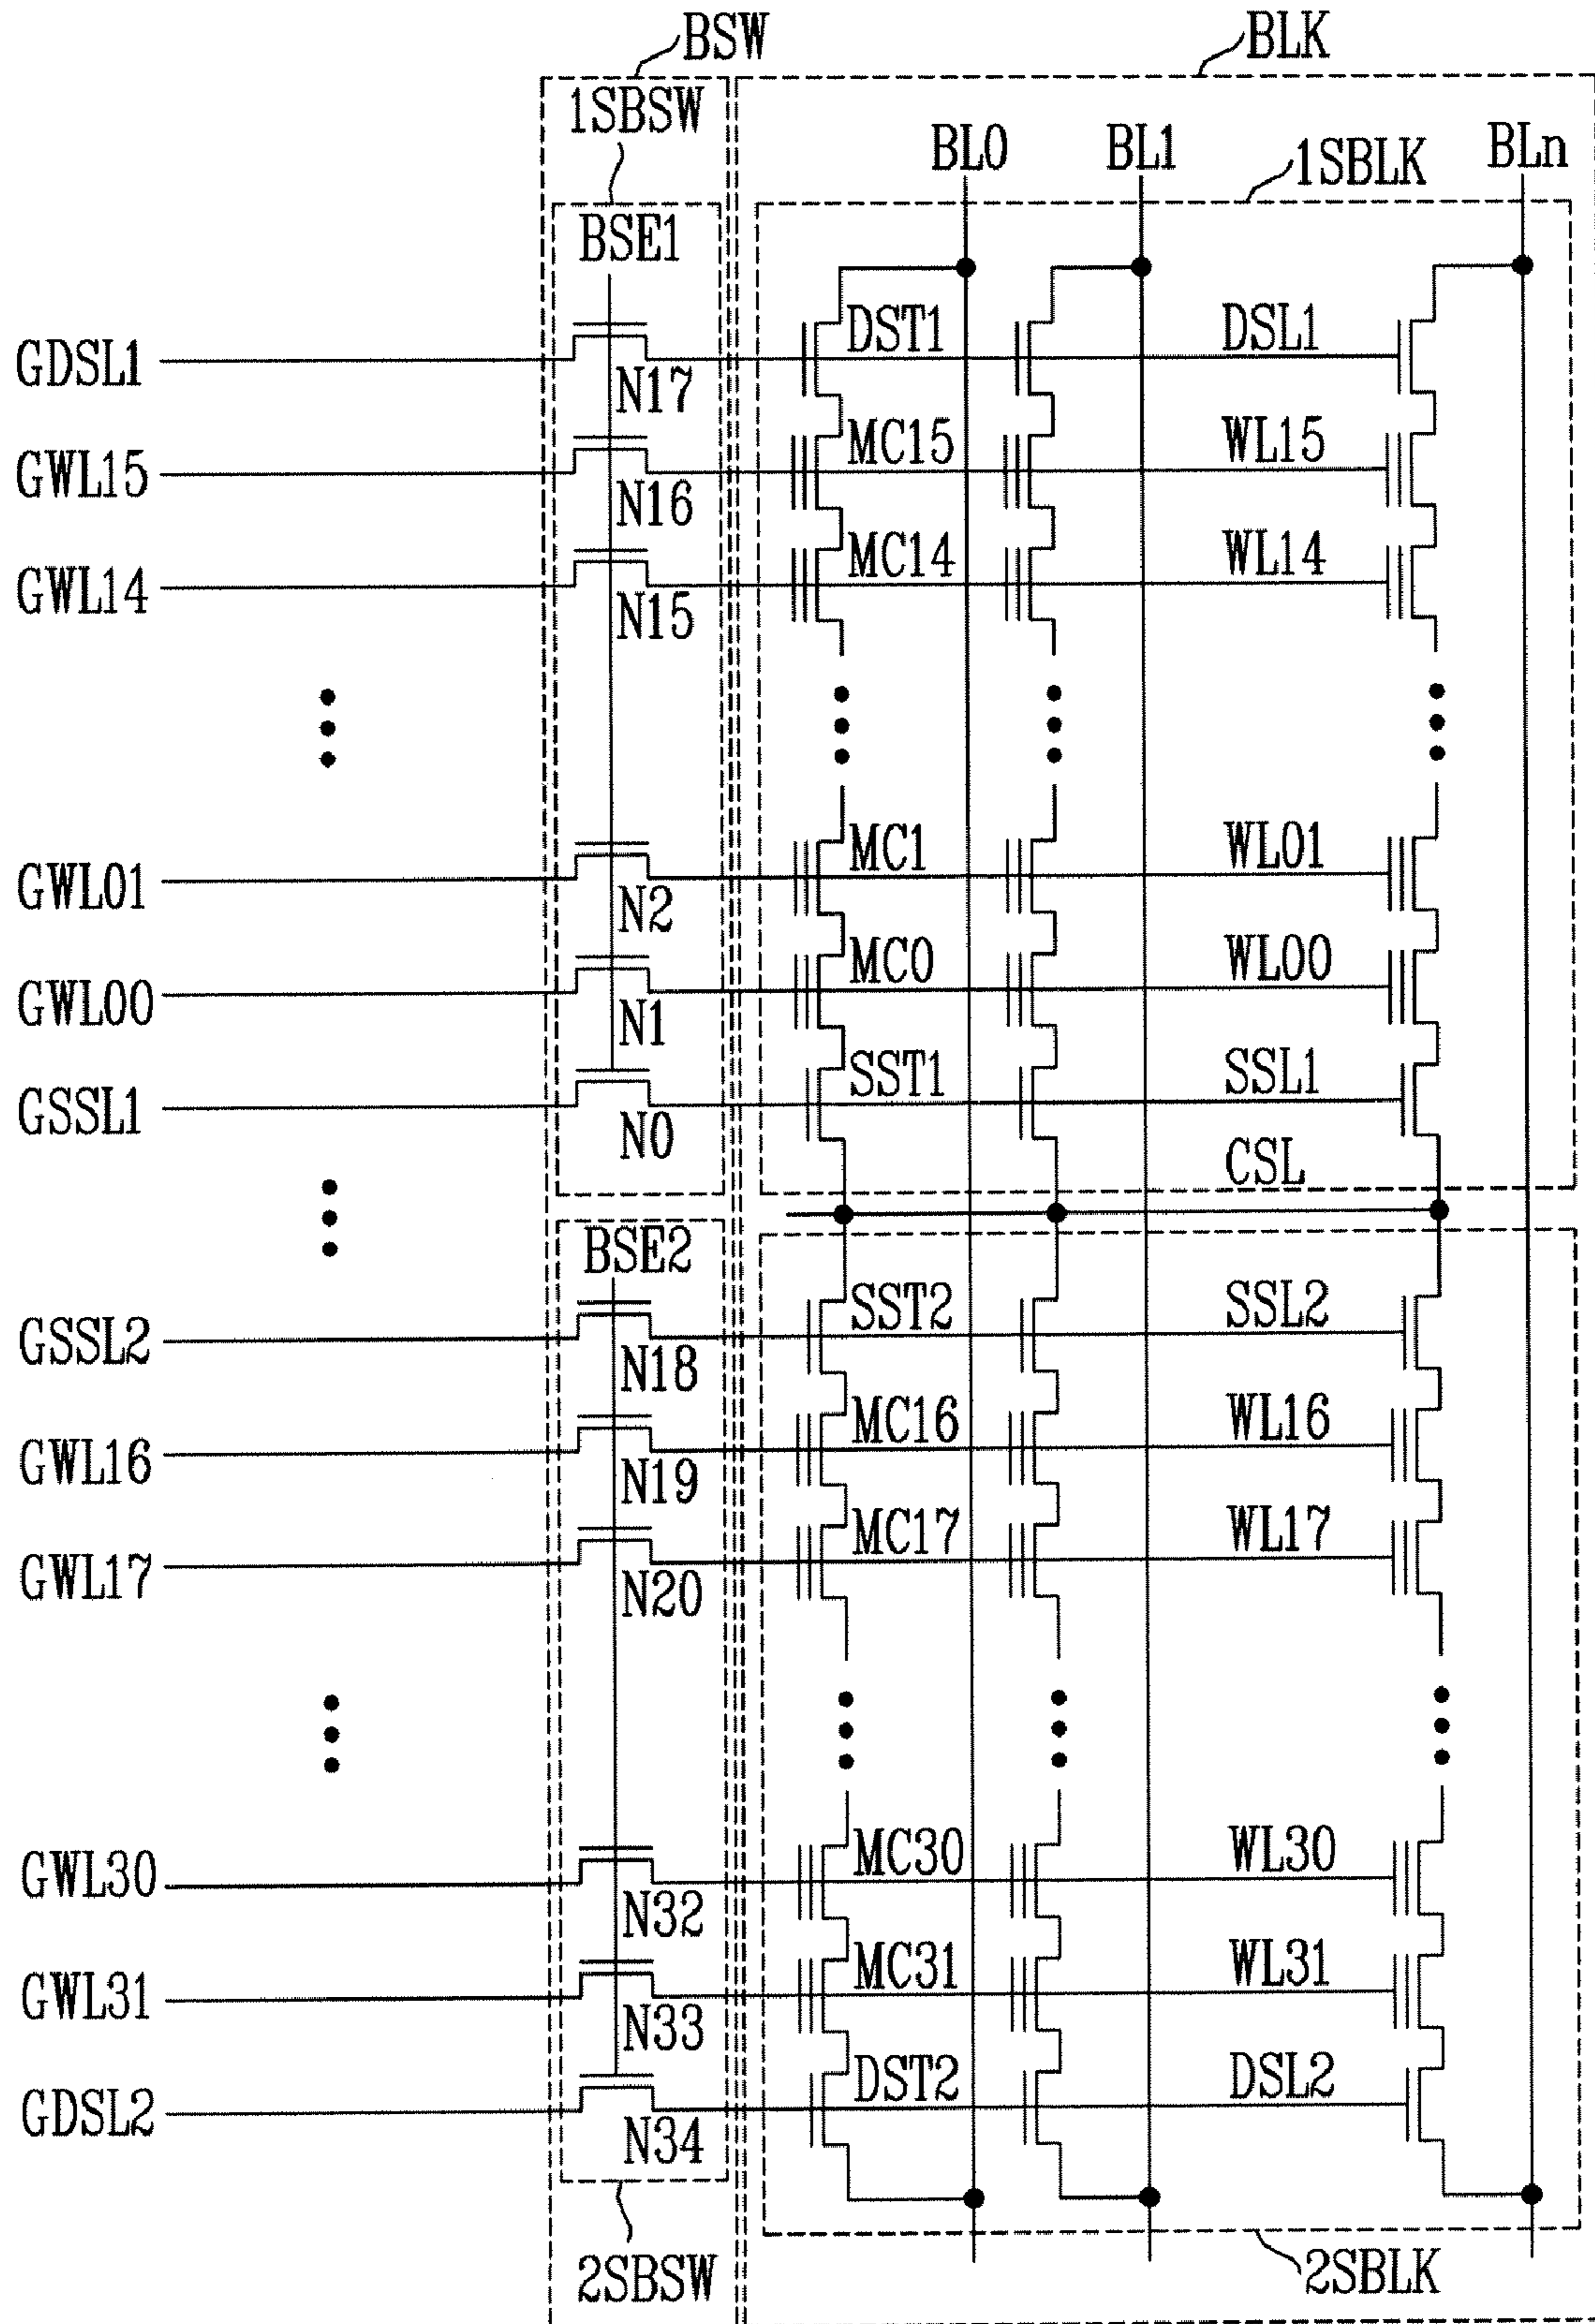 BSW
BLK
1SBSW
BL0
BL1
1SBLK
BLn
BSE1
GDSL1
N17
DST1
DSL1
GWL15
N16
MC15
WL15
GWL14
N15
MC14
WL14
GWL01
N2
MC1
WL01
GWL00
N1
MC0
WL00
GSSL1
N0
SST1
SSL1
CSL
BSE2
GSSL2
N18
SST2
SSL2
GWL16
N19
MC16
WL16
GWL17
N20
MC17
WL17
GWL30
N32
MC30
WL30
GWL31
N33
MC31
WL31
GDSL2
N34
DST2
DSL2
2SBSW
2SBLK